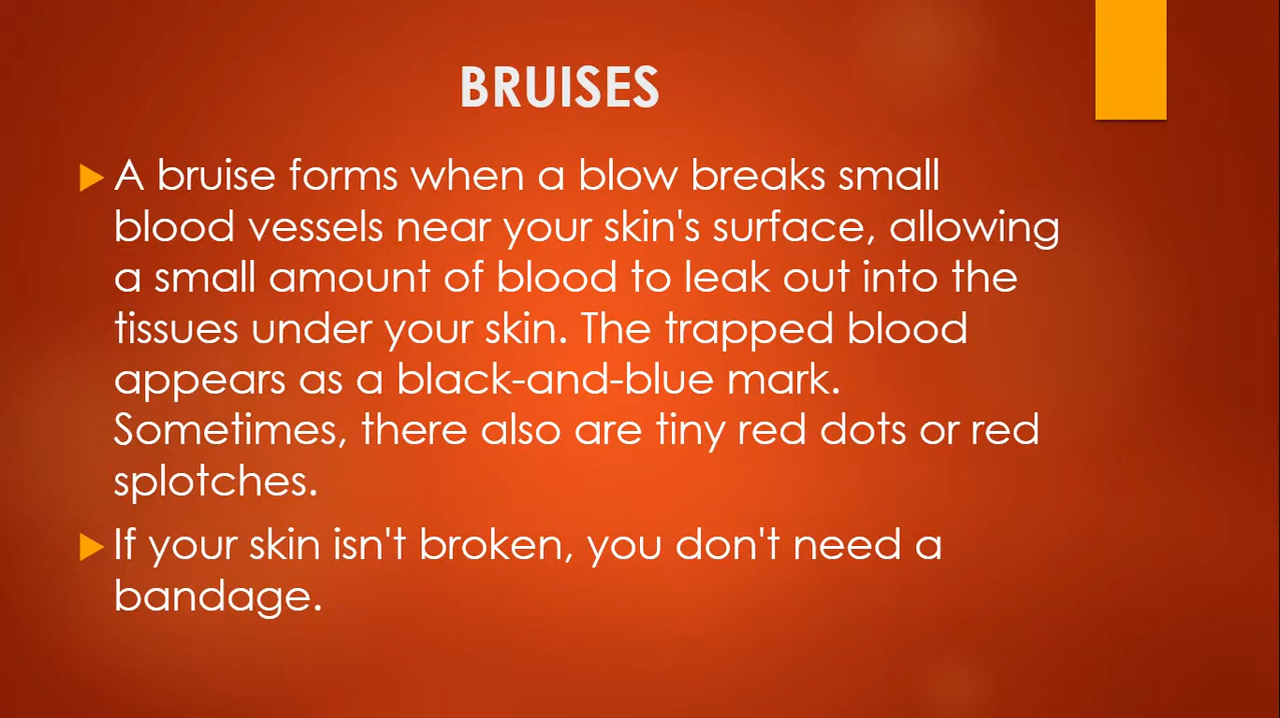 BRUISES
A bruise forms when a blow breaks small
blood vessels near your skin's surface, allowing
a small amount of blood to leak out into the
tissues under your skin. The trapped blood
appears as a black-and-blue mark.
Sometimes, there also are tiny red dots or red
splotches.
If your skin isn't broken, you don't need a
bandage.